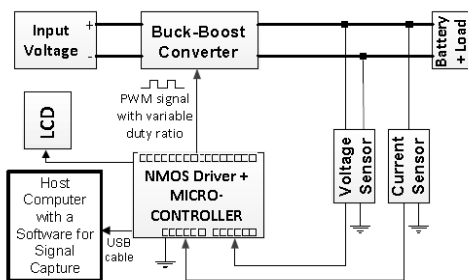 Input
Voltage
+
-
Buck-Boost
Converter
Battery
+ Load
PWM signal
with variable
duty ratio
LCD
NMOS Driver +
MICRO-
CONTROLLER
Voltage
Sensor
Current
Sensor
Host
Computer
with a
Software for
Signal
Capture
USB
cable